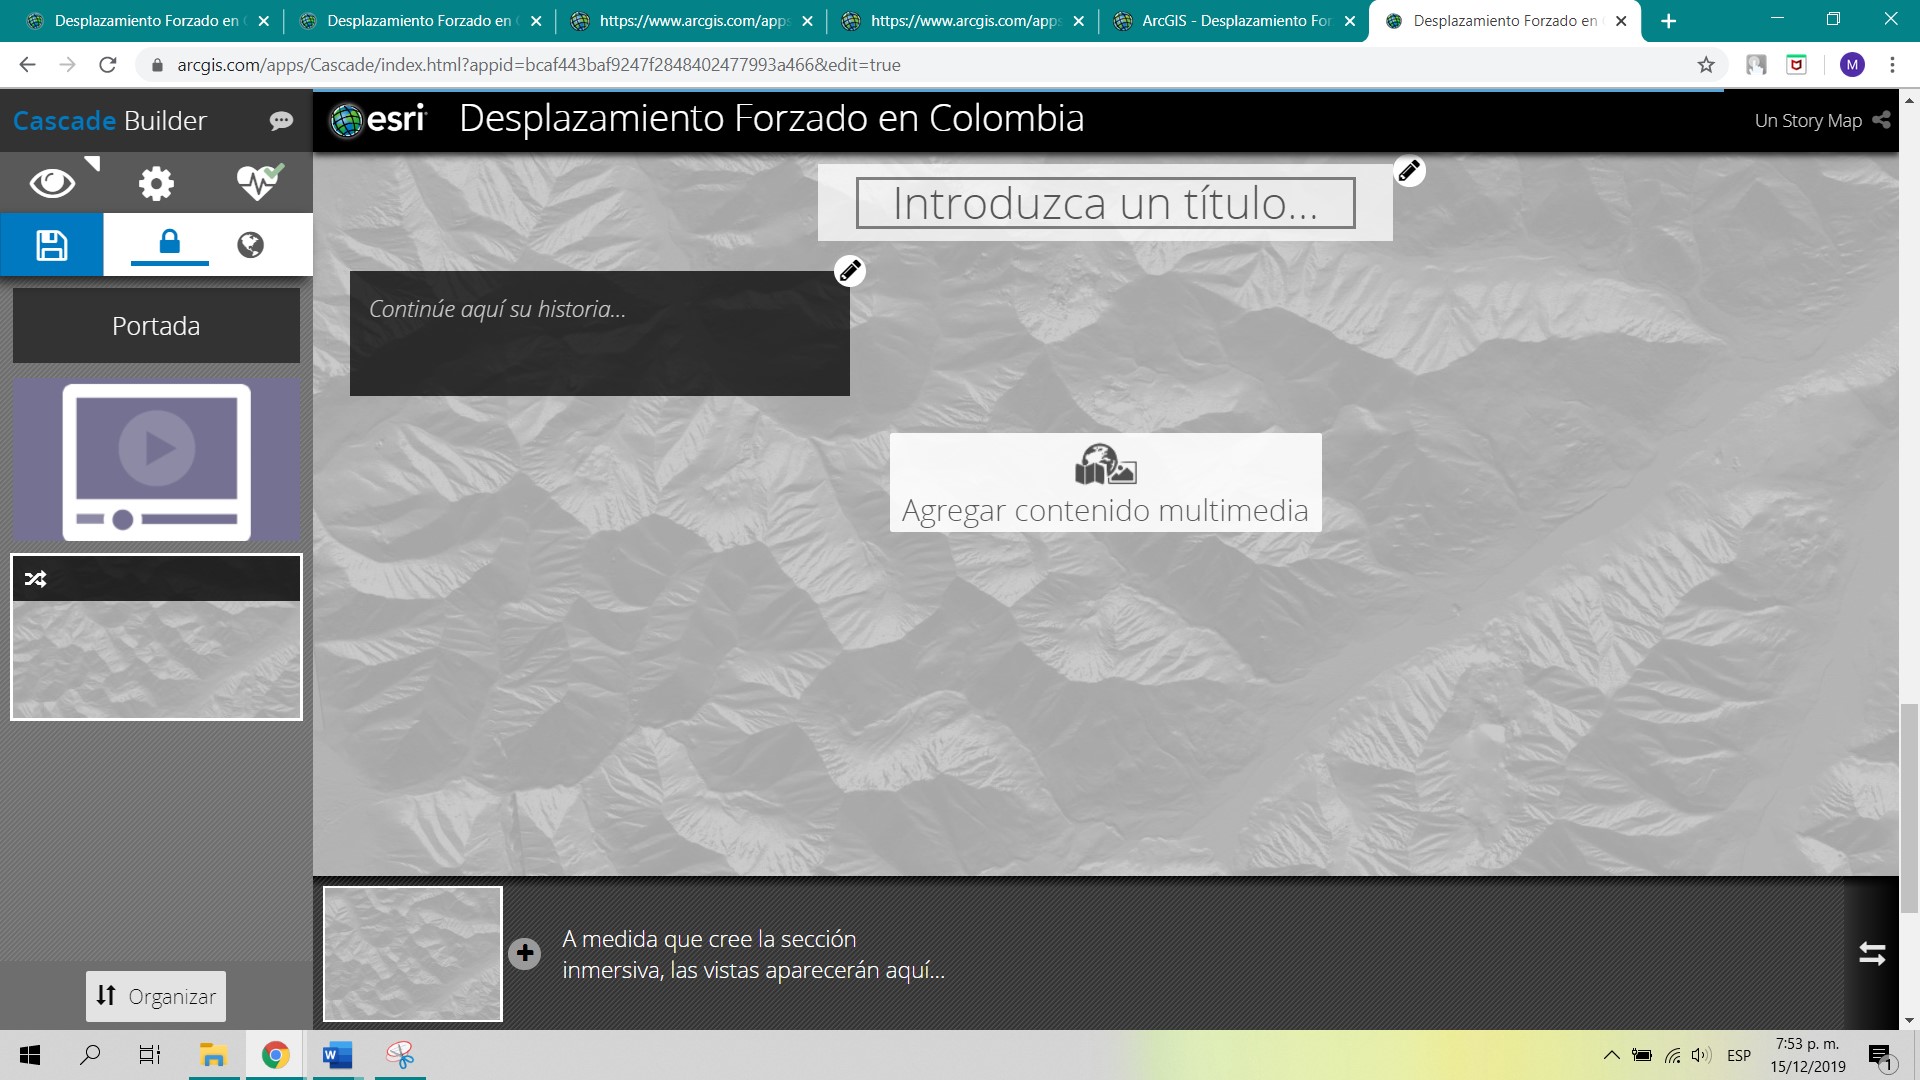 Desplazamiento Forzado en
Desplazamiento Forzado en
https://www.arcgis.com/apps
https://www.arcgis.com/apps
ArcGIS - Desplazamiento For
Desplazamiento Forzado en
arcgis.com/apps/Cascade/index.html?appid=bcaf443baf9247f2848402477993a466&edit=true
M
Cascade Builder
esri
Desplazamiento Forzado en Colombia
Un Story Map
Introduzca un título...
Continúe aquí su historia...
Portada
Agregar contenido multimedia
A medida que cree la sección
inmersiva, las vistas aparecerán aquí...
Organizar
W
ESP
7:53 p. m.
15/12/2019
1